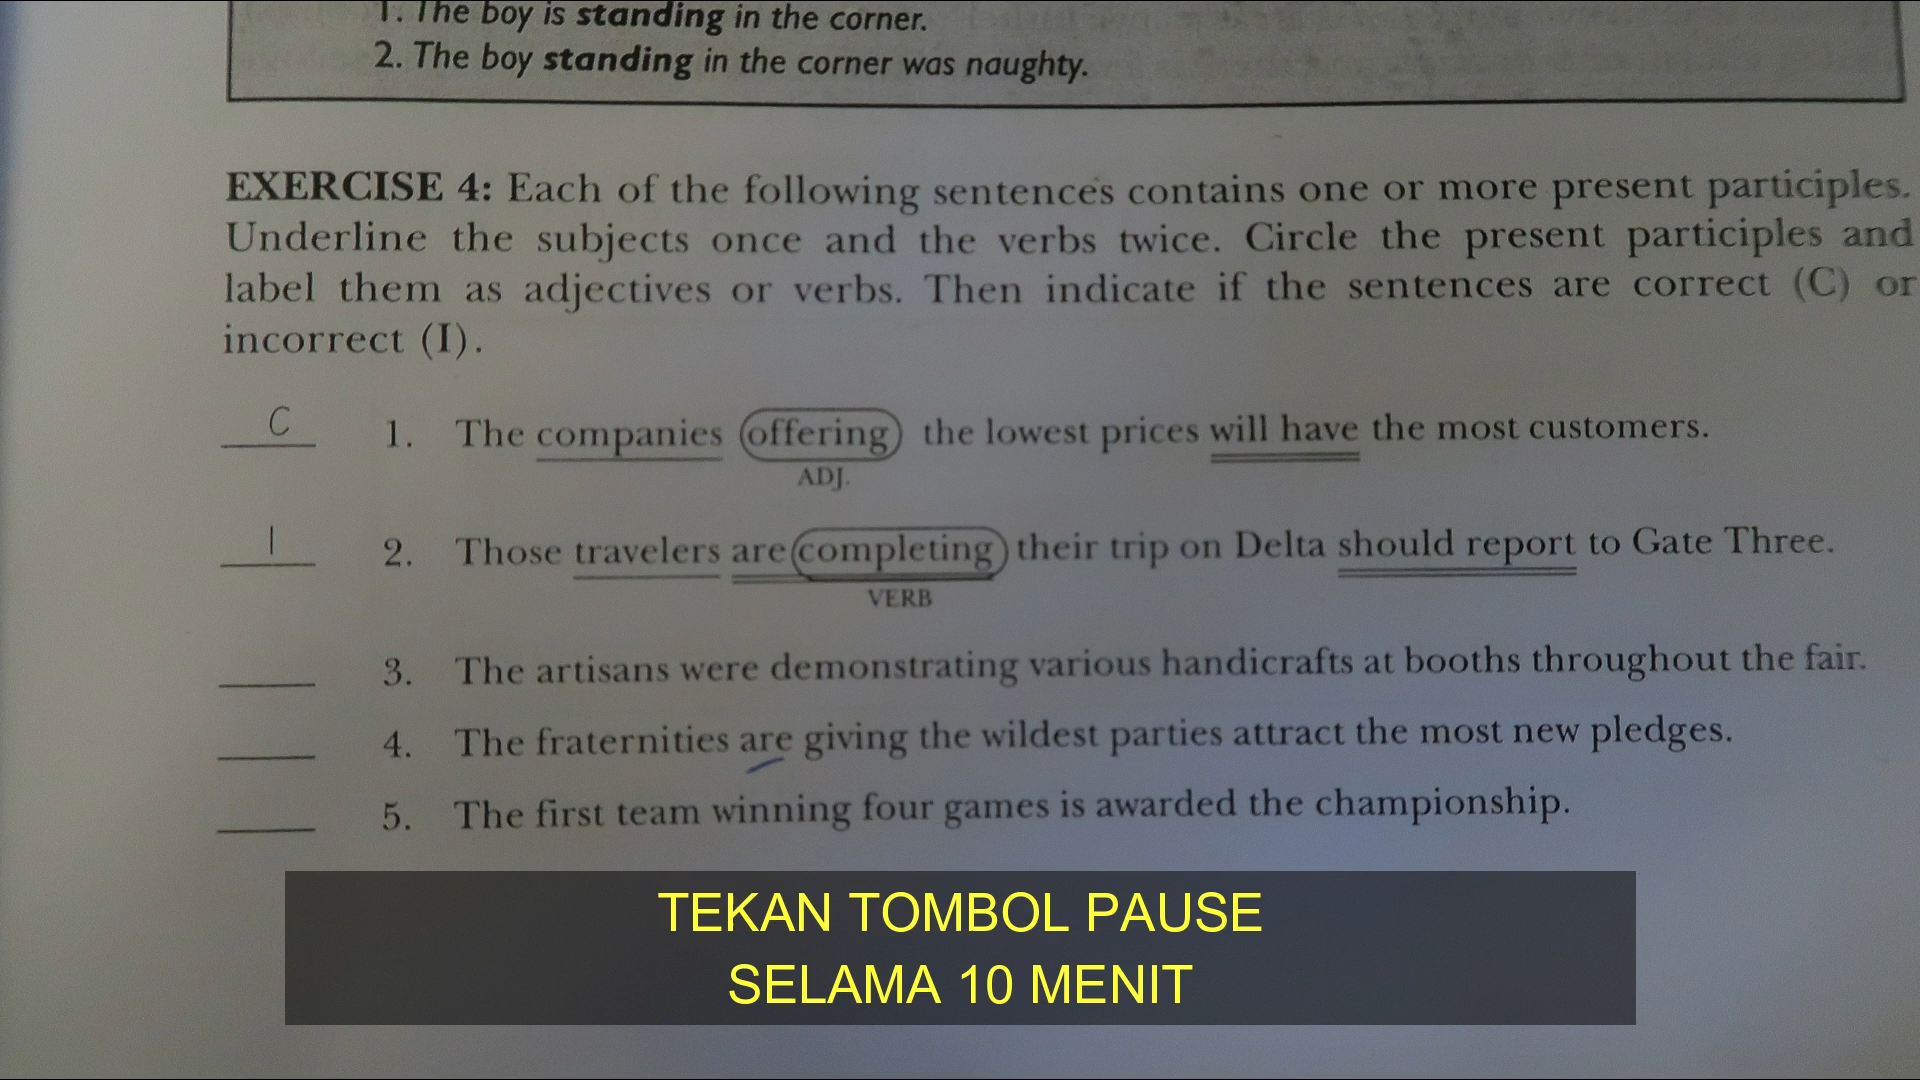 1. The boy is standing in the corner.
2. The boy standing in the corner was naughty.
EXERCISE 4: Each of the following sentences contains one or more present participles.
Underline the subjects once and the verbs twice. Circle the present participles and
label them as adjectives or verbs. Then indicate if the sentences are correct (C) or
incorrect (I).
C 1. The companies offering the lowest prices will have the most customers.
ADJ.
I 2. Those travelers are completing their trip on Delta should report to Gate Three.
VERB
3. The artisans were demonstrating various handicrafts at booths throughout the fair.
4. The fraternities are giving the wildest parties attract the most new pledges.
5. The first team winning four games is awarded the championship.
TEKAN TOMBOL PAUSE
SELAMA 10 MENIT